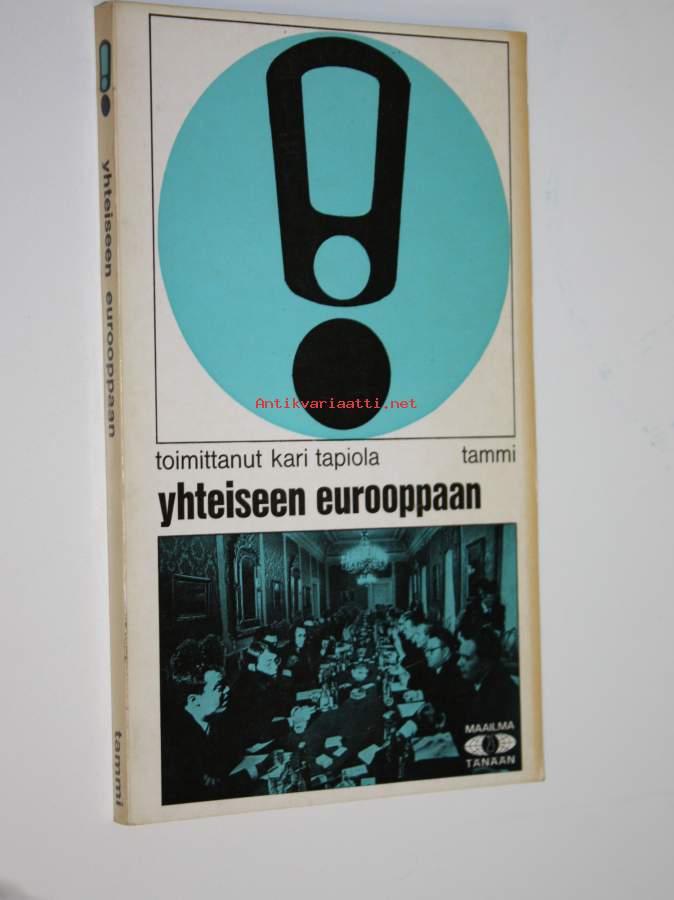 yhteiseen eurooppaan
tammi
Antikvariaatti.net
toimittanut kari tapiola tammi
yhteiseen eurooppaan
MAAILMA
TÄNÄÄN